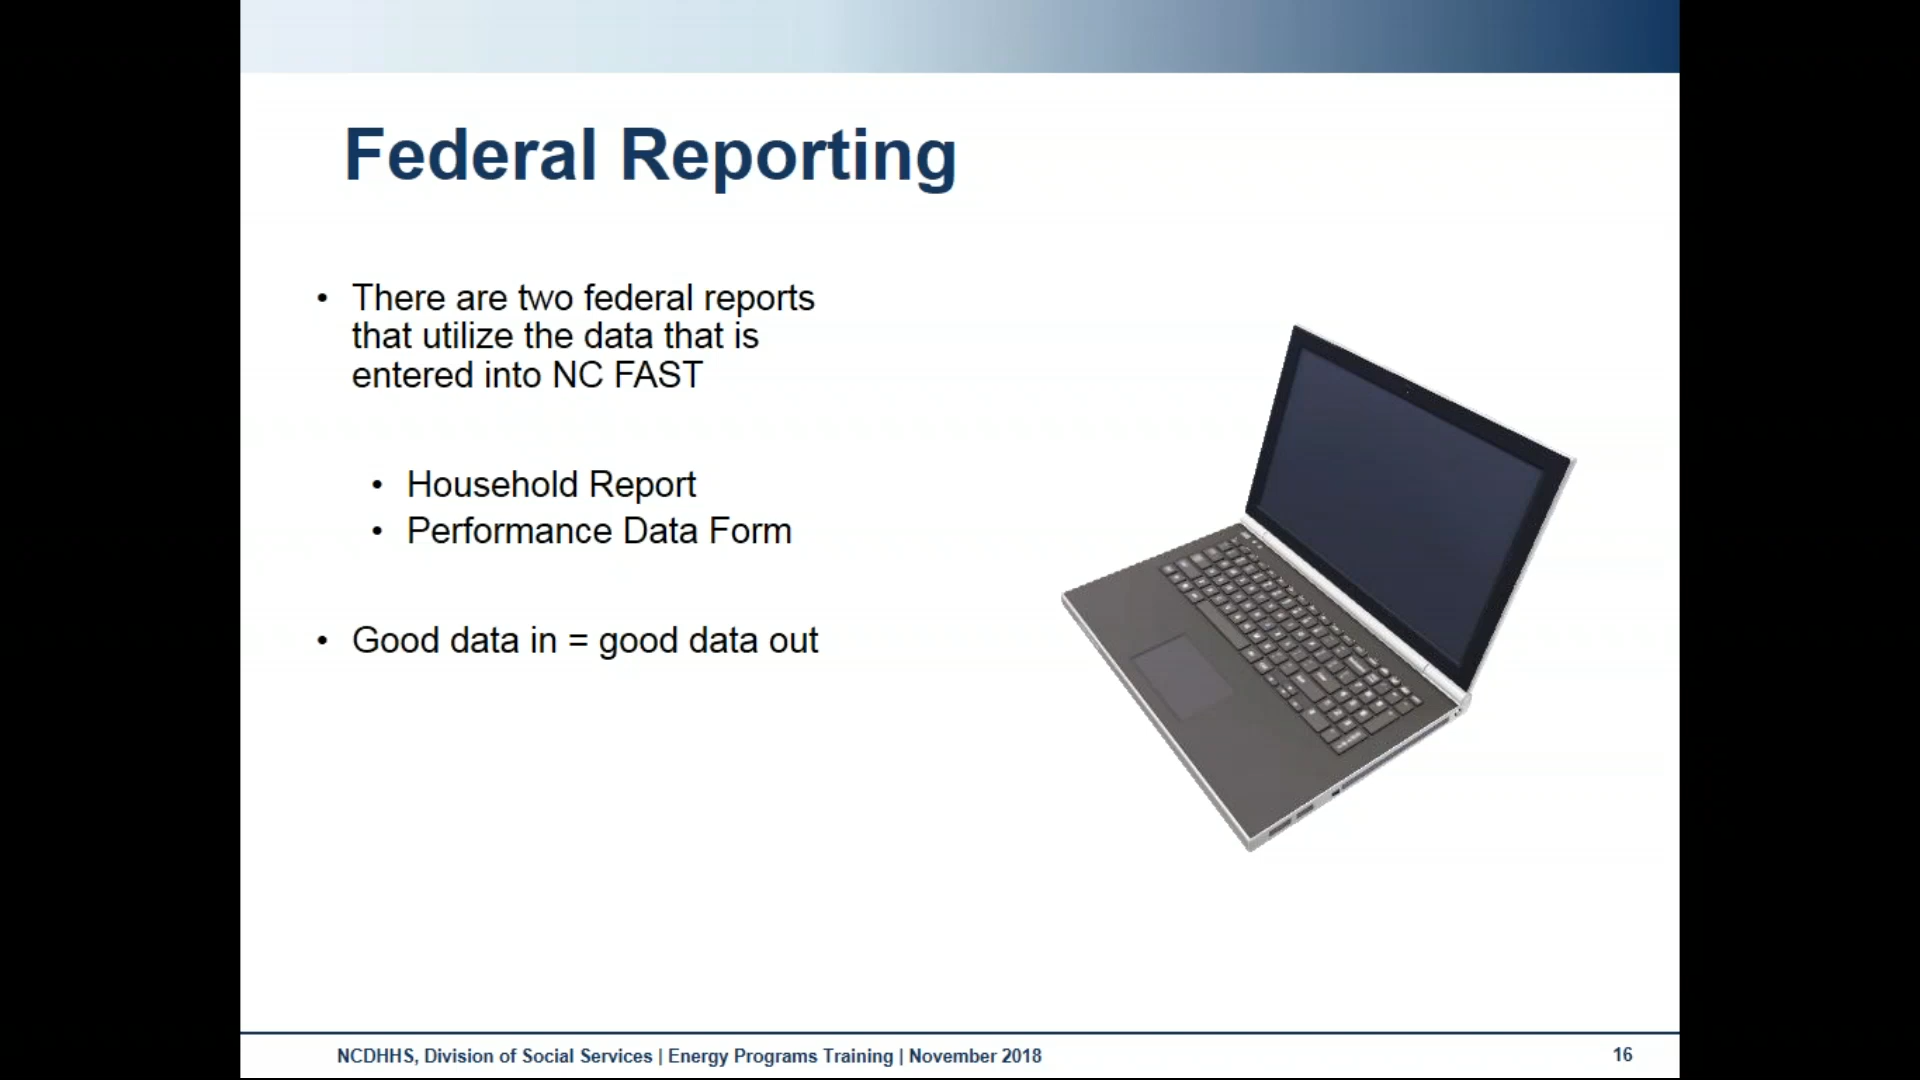 Federal Reporting
• There are two federal reports
that utilize the data that is
entered into NC FAST
• Household Report
• Performance Data Form
• Good data in = good data out
NCDHHS, Division of Social Services | Energy Programs Training | November 2018
16